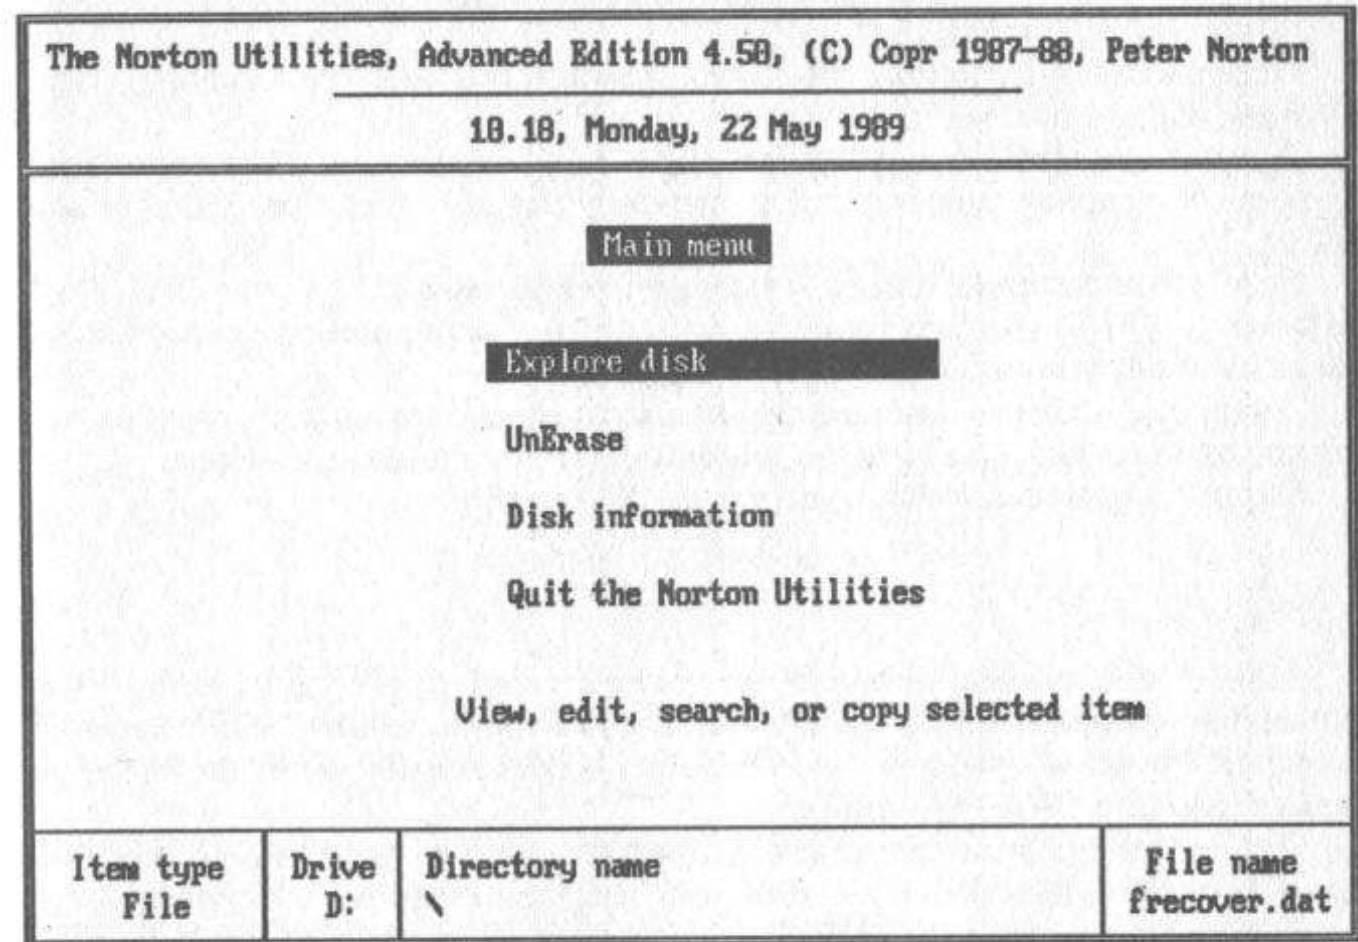 The Norton Utilities, Advanced Edition 4.50, (C) Copr 1987-88, Peter Norton
10.10, Monday, 22 May 1989
Main menu
Explore disk
UnErase
Disk information
Quit the Norton Utilities
View, edit, search, or copy selected item
Item type Drive Directory name File name
File D: \ frecover.dat